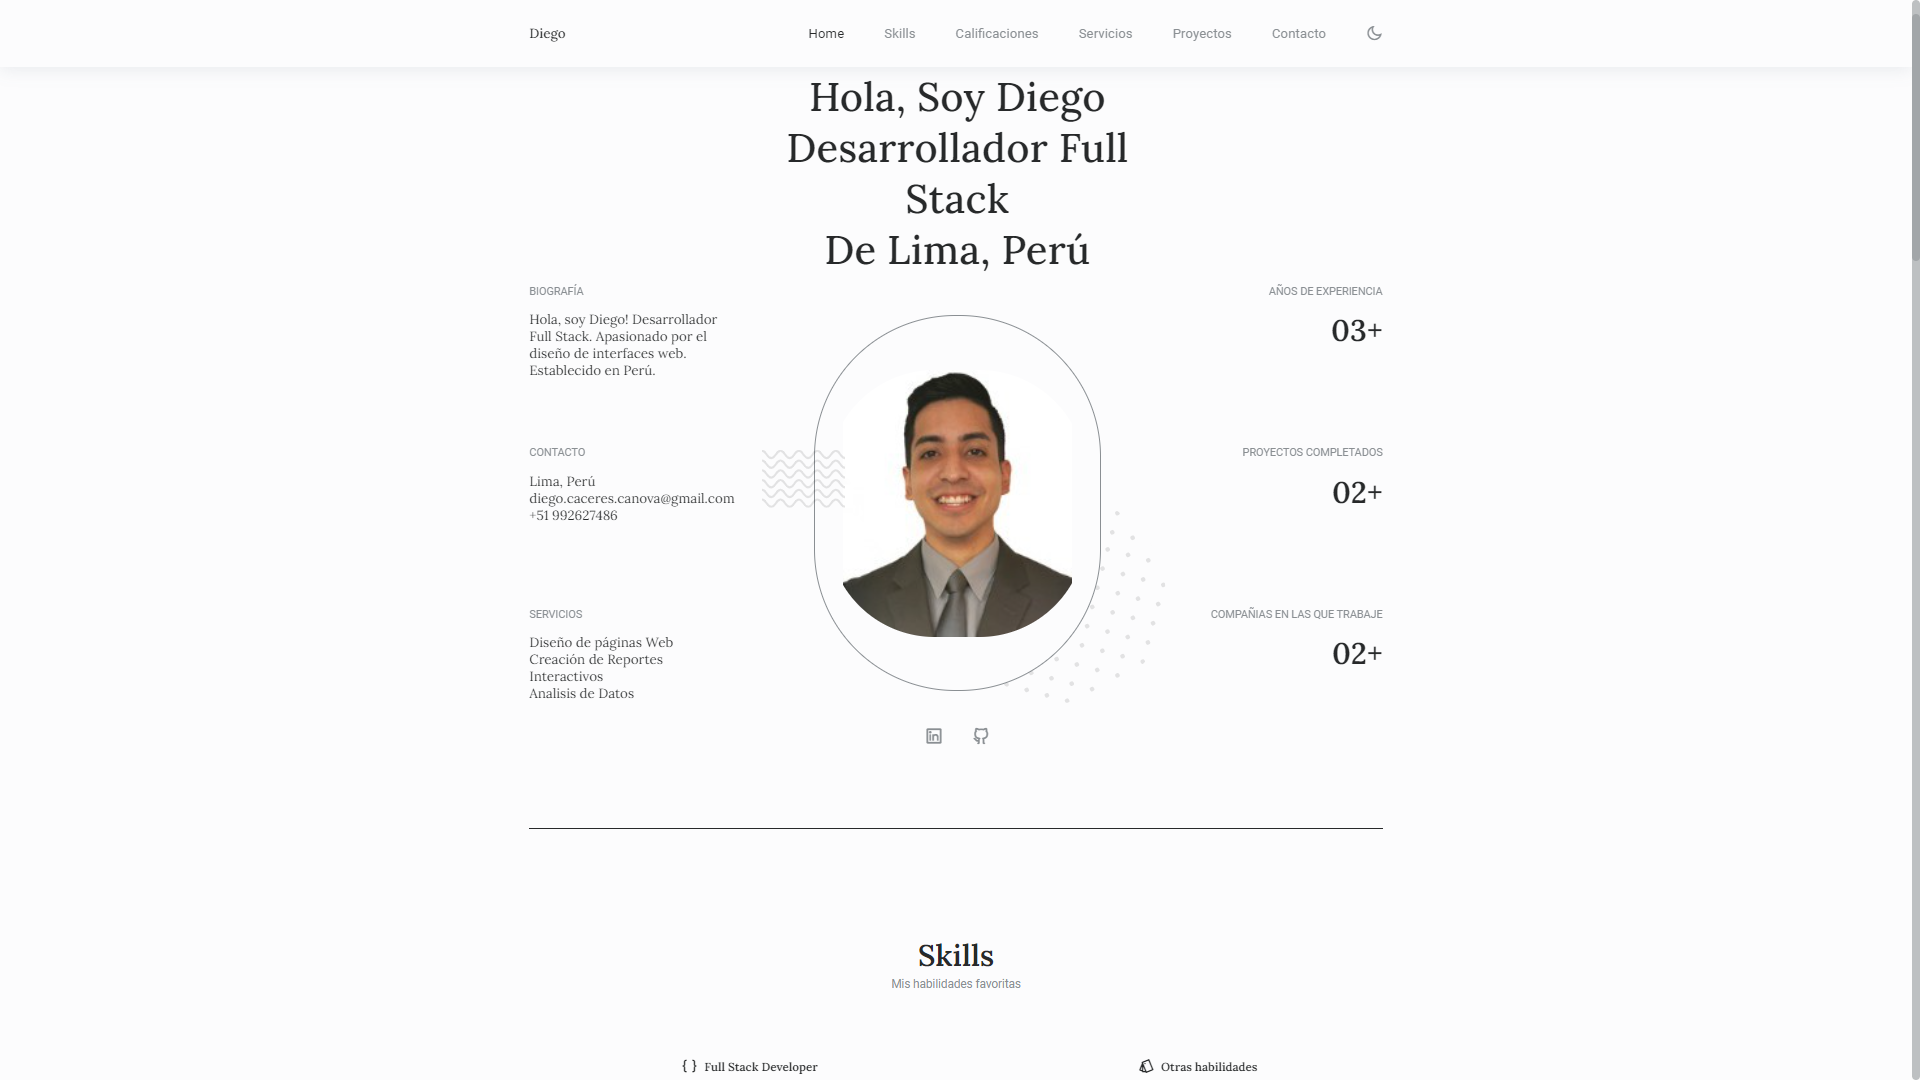 Diego
Home
Skills
Calificaciones
Servicios
Proyectos
Contacto
Hola, Soy Diego
Desarrollador Full
Stack
De Lima, Perú
BIOGRAFÍA
Hola, soy Diego! Desarrollador
Full Stack. Apasionado por el
diseño de interfaces web.
Establecido en Perú.
CONTACTO
Lima, Perú
diego.caceres.canova@gmail.com
+51 992627486
SERVICIOS
Diseño de páginas Web
Creación de Reportes
Interactivos
Analisis de Datos
AÑOS DE EXPERIENCIA
03+
PROYECTOS COMPLETADOS
02+
COMPAÑIAS EN LAS QUE TRABAJE
02+
Skills
Mis habilidades favoritas
Full Stack Developer
Otras habilidades